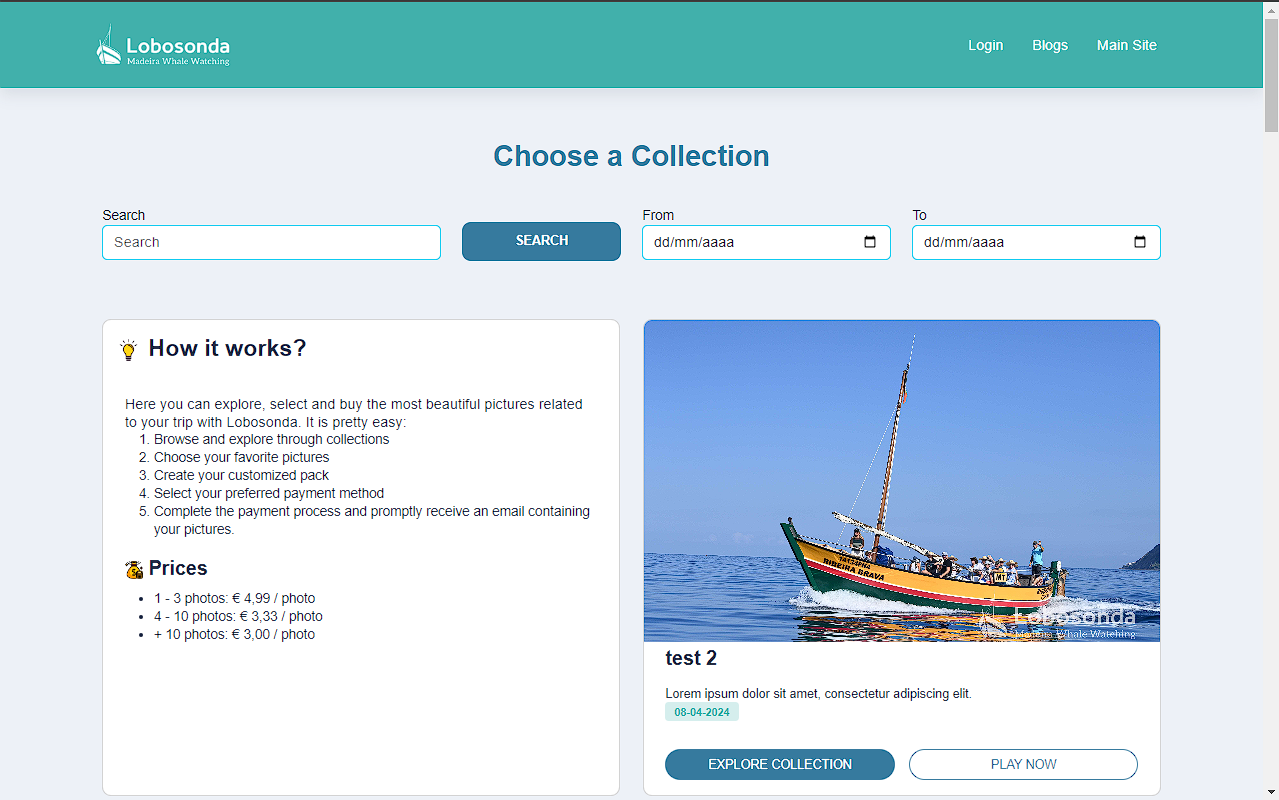 Lobosonda
Madeira Whale Watching
Login Blogs Main Site
Choose a Collection
Search
Search
SEARCH
From
dd/mm/aaaa
To
dd/mm/aaaa
How it works?
Here you can explore, select and buy the most beautiful pictures related
to your trip with Lobosonda. It is pretty easy:
1. Browse and explore through collections
2. Choose your favorite pictures
3. Create your customized pack
4. Select your preferred payment method
5. Complete the payment process and promptly receive an email containing
your pictures.
Prices
• 1 - 3 photos: € 4,99 / photo
• 4 - 10 photos: € 3,33 / photo
• + 10 photos: € 3,00 / photo
RIBEIRA BRAVA
MT
Lobosonda
Madeira Whale Watching
test 2
Lorem ipsum dolor sit amet, consectetur adipiscing elit.
08-04-2024
EXPLORE COLLECTION
PLAY NOW